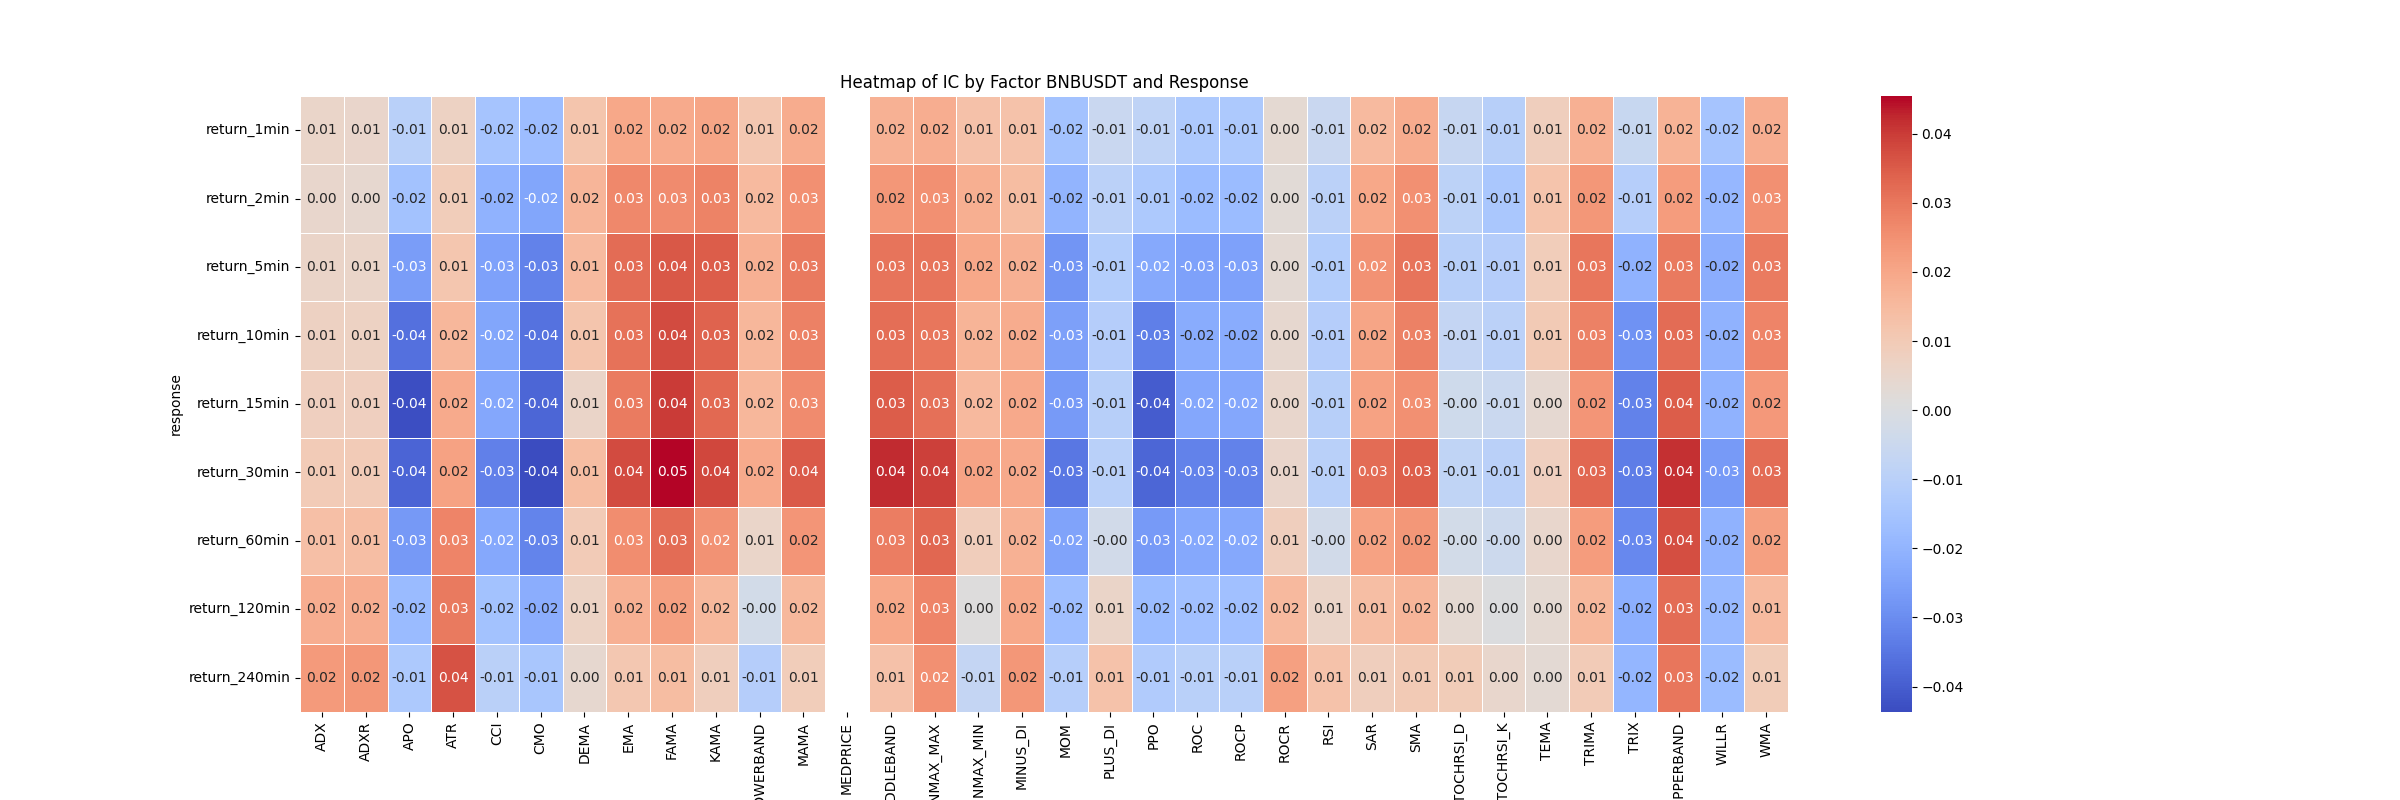 Heatmap of IC by Factor BNBUSDT and Response
response
return_1min 0.01 0.01 -0.01 0.01 -0.02 -0.02 0.01 0.02 0.02 0.02 0.01 0.02 0.02 0.02 0.01 0.01 -0.02 -0.01 -0.01 -0.01 -0.01 0.00 -0.01 0.02 0.02 -0.01 -0.01 0.01 0.02 -0.01 0.02 -0.02 0.02
return_2min 0.00 0.00 -0.02 0.01 -0.02 -0.02 0.02 0.03 0.03 0.03 0.02 0.03 0.02 0.03 0.02 0.01 -0.02 -0.01 -0.01 -0.02 -0.02 0.00 -0.01 0.02 0.03 -0.01 -0.01 0.01 0.02 -0.01 0.02 -0.02 0.03
return_5min 0.01 0.01 -0.03 0.01 -0.03 -0.03 0.01 0.03 0.04 0.03 0.02 0.03 0.03 0.03 0.02 0.02 -0.03 -0.01 -0.02 -0.03 -0.03 0.00 -0.01 0.02 0.03 -0.01 -0.01 0.01 0.03 -0.02 0.03 -0.02 0.03
return_10min 0.01 0.01 -0.04 0.02 -0.02 -0.04 0.01 0.03 0.04 0.03 0.02 0.03 0.03 0.03 0.02 0.02 -0.03 -0.01 -0.03 -0.02 -0.02 0.00 -0.01 0.02 0.03 -0.01 -0.01 0.01 0.03 -0.03 0.03 -0.02 0.03
return_15min 0.01 0.01 -0.04 0.02 -0.02 -0.04 0.01 0.03 0.04 0.03 0.02 0.03 0.03 0.03 0.02 0.02 -0.03 -0.01 -0.04 -0.02 -0.02 0.00 -0.01 0.02 0.03 -0.00 -0.01 0.00 0.02 -0.03 0.04 -0.02 0.02
return_30min 0.01 0.01 -0.04 0.02 -0.03 -0.04 0.01 0.04 0.05 0.04 0.02 0.04 0.04 0.04 0.02 0.02 -0.03 -0.01 -0.04 -0.03 -0.03 0.01 -0.01 0.03 0.03 -0.01 -0.01 0.01 0.03 -0.03 0.04 -0.03 0.03
return_60min 0.01 0.01 -0.03 0.03 -0.02 -0.03 0.01 0.03 0.03 0.02 0.01 0.02 0.03 0.03 0.01 0.02 -0.02 -0.00 -0.03 -0.02 -0.02 0.01 -0.00 0.02 0.02 -0.00 -0.00 0.00 0.02 -0.03 0.04 -0.02 0.02
return_120min 0.02 0.02 -0.02 0.03 -0.02 -0.02 0.01 0.02 0.02 0.02 -0.00 0.02 0.02 0.03 0.00 0.02 -0.02 0.01 -0.02 -0.02 -0.02 0.02 0.01 0.01 0.02 0.00 0.00 0.00 0.02 -0.02 0.03 -0.02 0.01
return_240min 0.02 0.02 -0.01 0.04 -0.01 -0.01 0.00 0.01 0.01 0.01 -0.01 0.01 0.01 0.02 -0.01 0.02 -0.01 0.01 -0.01 -0.01 -0.01 0.02 0.01 0.01 0.01 0.01 0.00 0.00 0.01 -0.02 0.03 -0.02 0.01
ADX
ADXR
APO
ATR
CCI
CMO
DEMA
EMA
FAMA
KAMA
OWERBAND
MAMA
MEDPRICE
DDLEBAND
NMAX_MAX
NMAX_MIN
MINUS_DI
MOM
PLUS_DI
PPO
ROC
ROCP
ROCR
RSI
SAR
SMA
TOCHRSI_D
TOCHRSI_K
TEMA
TRIMA
TRIX
PPERBAND
WILLR
WMA
0.04
0.03
0.02
0.01
0.00
−0.01
−0.02
−0.03
−0.04